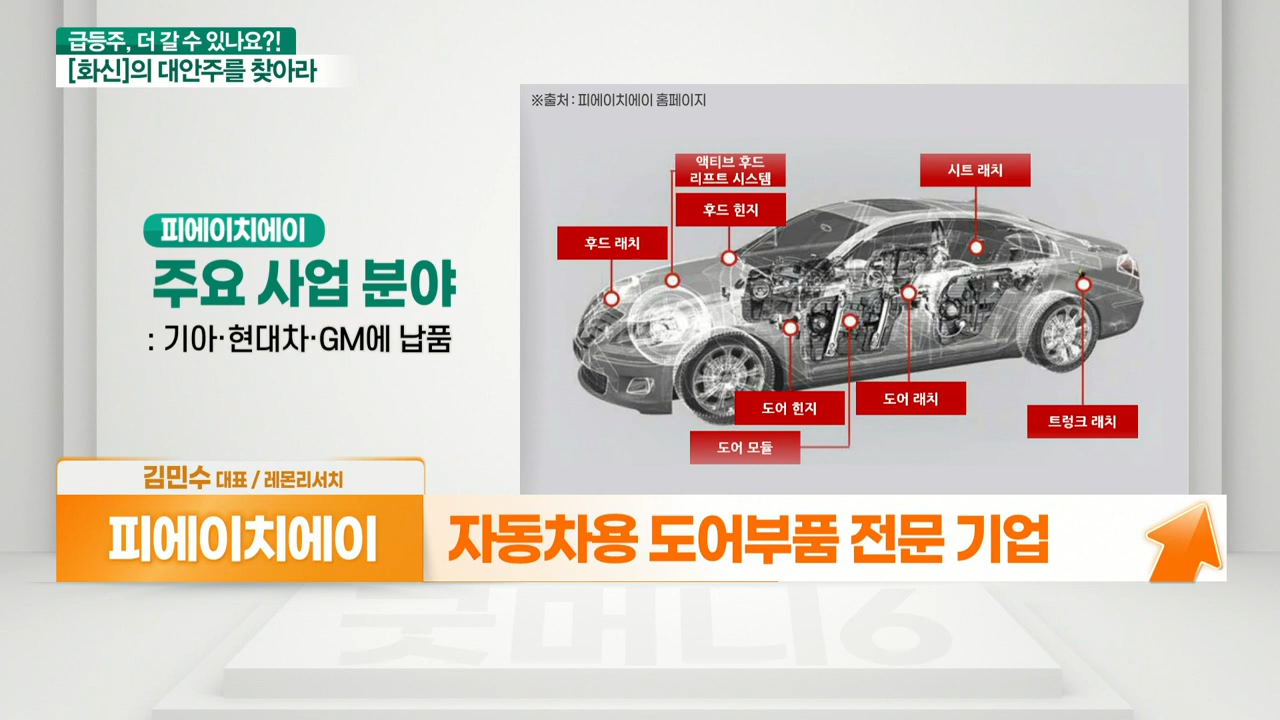 급등주, 더 갈 수 있나요?!
[화신]의 대안주를 찾아라
※출처 : 피에이치에이 홈페이지
액티브 후드
리프트 시스템
시트 래치
후드 힌지
후드 래치
피에이치에이
주요 사업 분야
: 기아·현대차·GM에 납품
도어 힌지
도어 래치
트렁크 래치
도어 모듈
김민수 대표 / 레몬리서치
피에이치에이
자동차용 도어부품 전문 기업
굿머니6